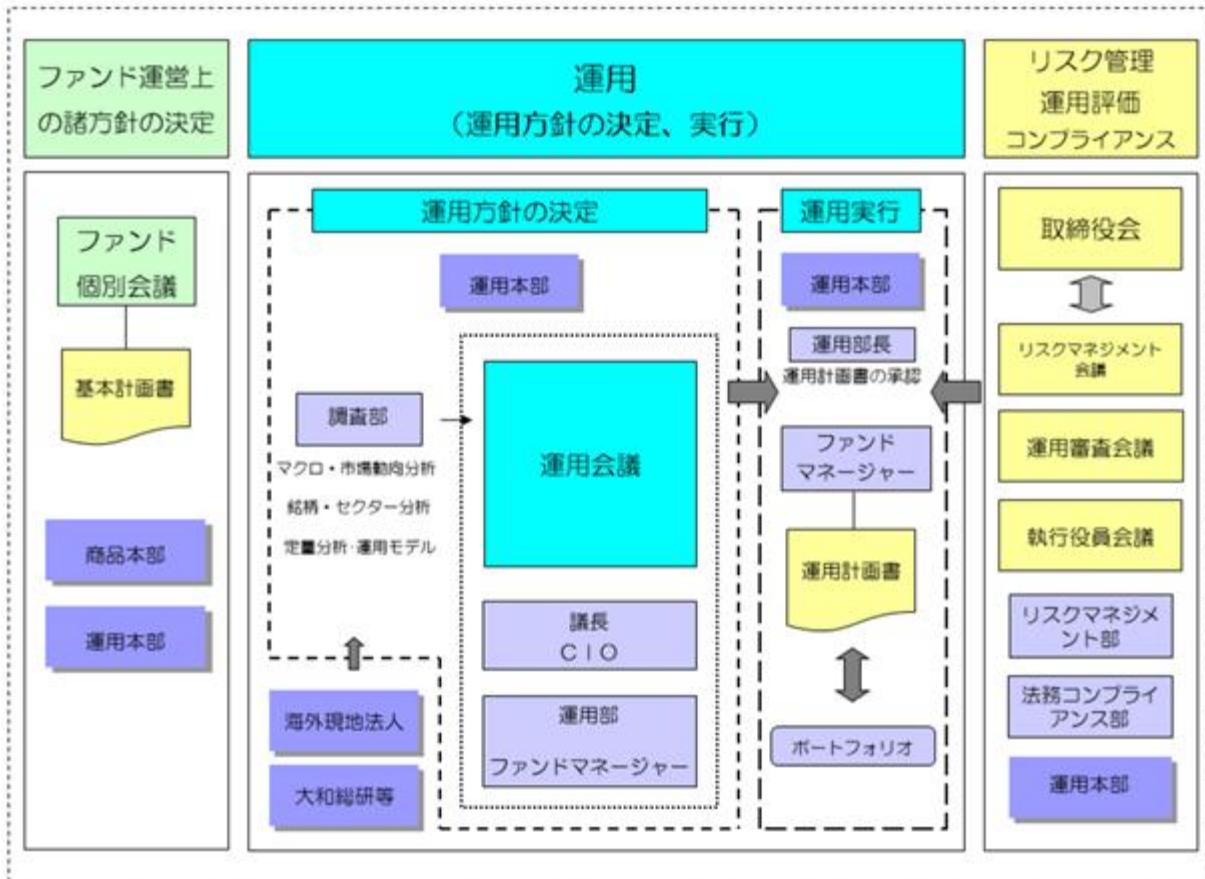 ファンド運営上
の諸方針の決定
運用
（運用方針の決定、実行）
リスク管理
運用評価
コンプライアンス
ファンド
個別会議
基本計画書
商品本部
運用本部
運用方針の決定
運用本部
調査部
マクロ・市場動向分析
銘柄・セクター分析
定量分析・運用モデル
海外現地法人
大和総研等
運用会議
議長
ＣＩＯ
運用部
ファンドマネージャー
運用実行
運用本部
運用部長
運用計画書の承認
ファンド
マネージャー
運用計画書
ポートフォリオ
取締役会
リスクマネジメント
会議
運用審査会議
執行役員会議
リスクマネジメ
ント部
法務コンプライ
アンス部
運用本部